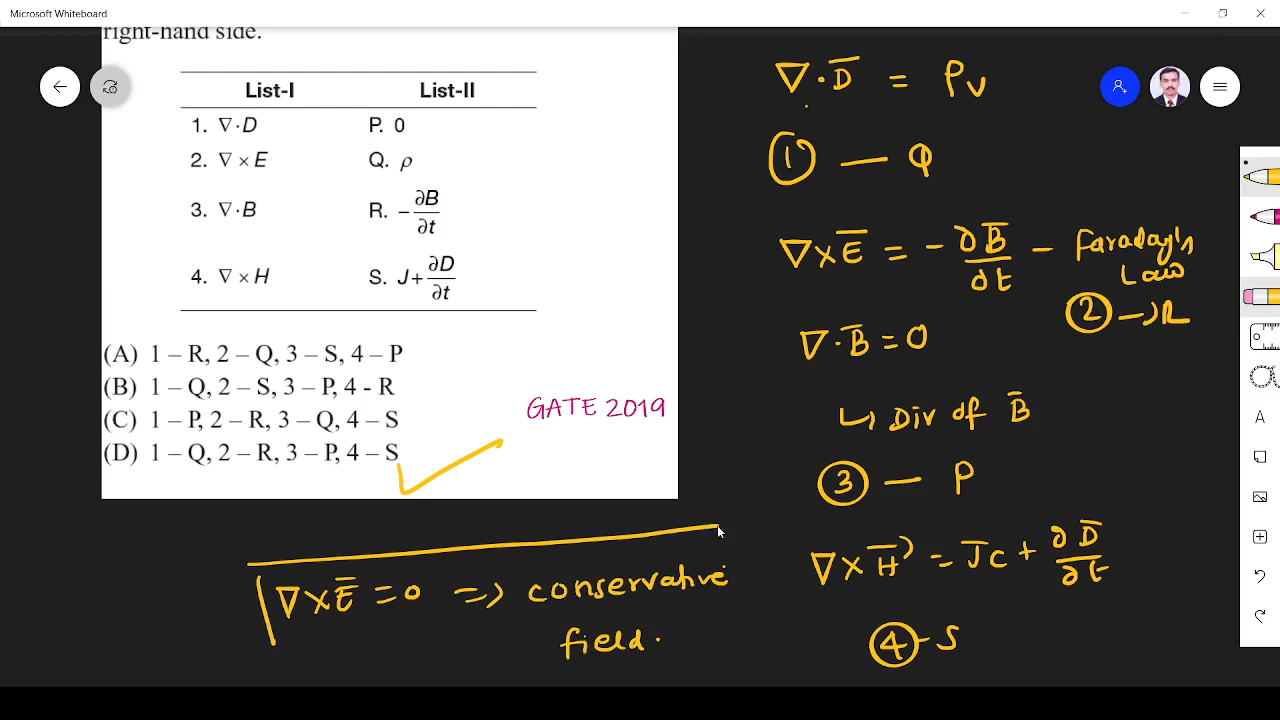 Microsoft Whiteboard
right-hand side.
List-I List-II
1. ∇·D P. 0
2. ∇ × E Q. ρ
3. ∇·B R. −∂B/∂t
4. ∇ × H S. J+∂D/∂t
(A) 1 – R, 2 – Q, 3 – S, 4 – P
(B) 1 – Q, 2 – S, 3 – P, 4 - R
(C) 1 – P, 2 – R, 3 – Q, 4 – S
(D) 1 – Q, 2 – R, 3 – P, 4 – S
GATE 2019
∇×E̅ = 0 => conservative
field.
∇·D̅ = ρv
① — Q
∇×E̅ = −∂B̅/∂t – Faraday's
Law
② → R
∇·B̅ = 0
↳ Div of B̅
③ — P
∇×H̅ = J̅c + ∂D̅/∂t
④ - S
A